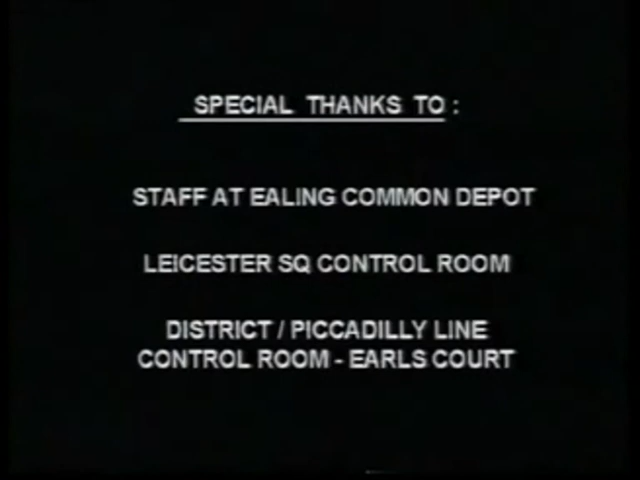 SPECIAL THANKS TO :
STAFF AT EALING COMMON DEPOT
LEICESTER SQ CONTROL ROOM
DISTRICT / PICCADILLY LINE
CONTROL ROOM - EARLS COURT